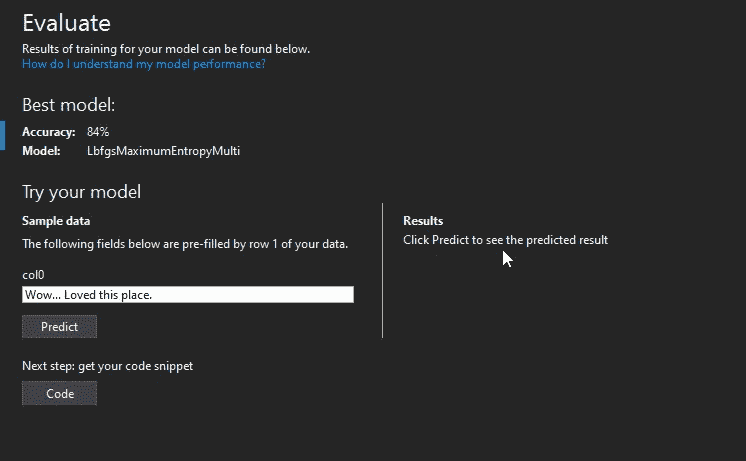 Evaluate
Results of training for your model can be found below.
How do I understand my model performance?
Best model:
Accuracy: 84%
Model: LbfgsMaximumEntropyMulti
Try your model
Sample data
The following fields below are pre-filled by row 1 of your data.
col0
Wow... Loved this place.
Predict
Results
Click Predict to see the predicted result
Next step: get your code snippet
Code